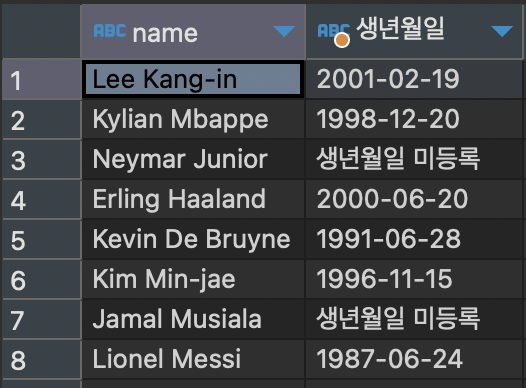 ABC name ABC 생년월일
1 Lee Kang-in 2001-02-19
2 Kylian Mbappe 1998-12-20
3 Neymar Junior 생년월일 미등록
4 Erling Haaland 2000-06-20
5 Kevin De Bruyne 1991-06-28
6 Kim Min-jae 1996-11-15
7 Jamal Musiala 생년월일 미등록
8 Lionel Messi 1987-06-24